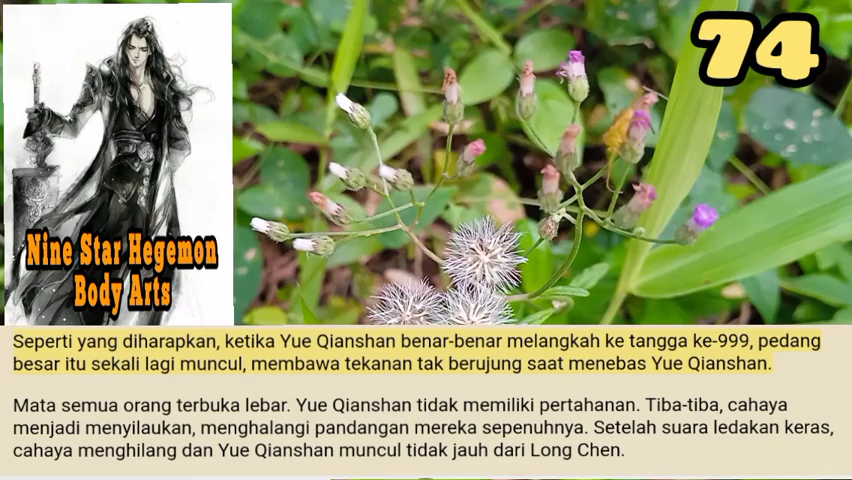 74
Nine Star Hegemon
Body Arts
Seperti yang diharapkan, ketika Yue Qianshan benar-benar melangkah ke tangga ke-999, pedang
besar itu sekali lagi muncul, membawa tekanan tak berujung saat menebas Yue Qianshan.
Mata semua orang terbuka lebar. Yue Qianshan tidak memiliki pertahanan. Tiba-tiba, cahaya
menjadi menyilaukan, menghalangi pandangan mereka sepenuhnya. Setelah suara ledakan keras,
cahaya menghilang dan Yue Qianshan muncul tidak jauh dari Long Chen.